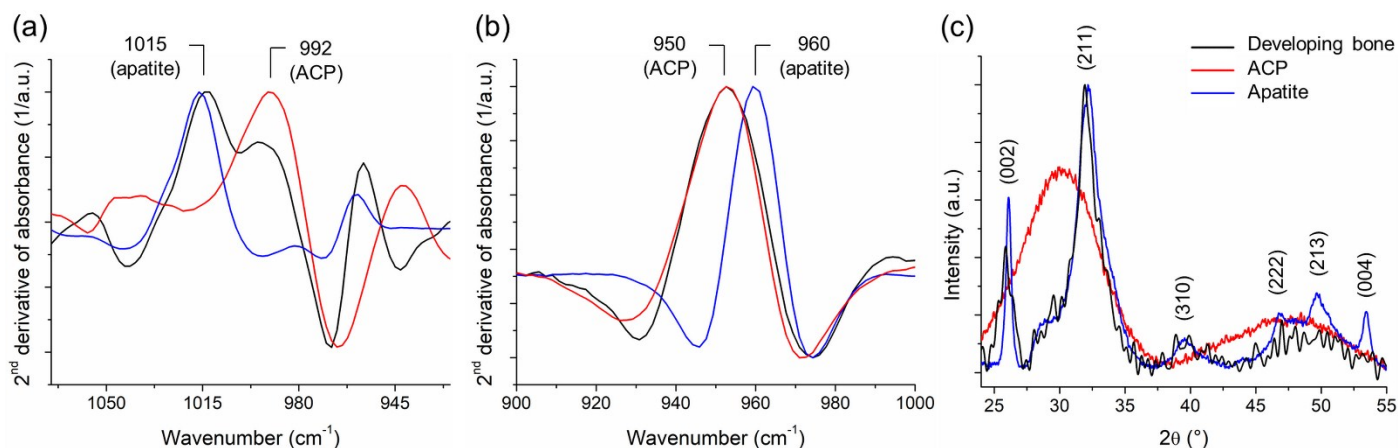 (a)
1015
(apatite)
992
(ACP)
2nd derivative of absorbance (1/a.u.)
1050
1015
980
945
Wavenumber (cm-1)
(b)
950
(ACP)
960
(apatite)
2nd derivative of absorbance (1/a.u.)
900
920
940
960
980
1000
Wavenumber (cm-1)
(c)
Developing bone
ACP
Apatite
(002)
(211)
(310)
(222)
(213)
(004)
Intensity (a.u.)
25
30
35
40
45
50
55
2θ (°)